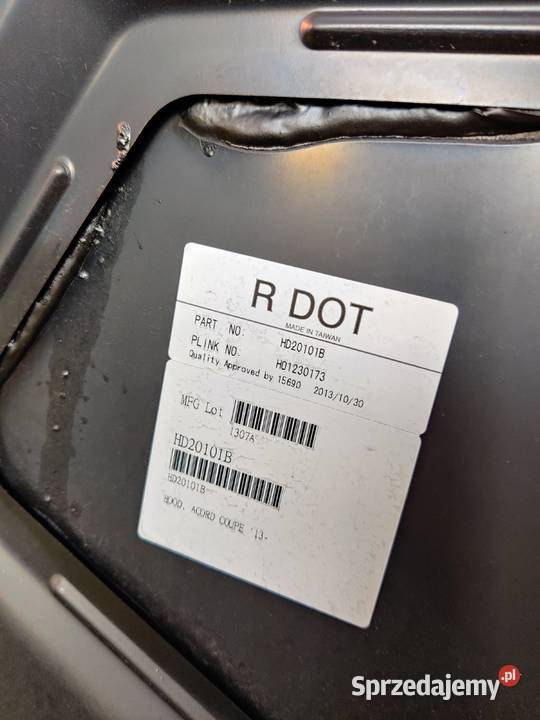 R DOT
MADE IN TAIWAN
PART NO: HD20101B
PLINK NO: HO1230173
Quality Approved by 15690 2013/10/30
MFG Lot
1307A
HD20101B
HD20101B
HOOD, ACORD COUPE '13-
Sprzedajemy.pl